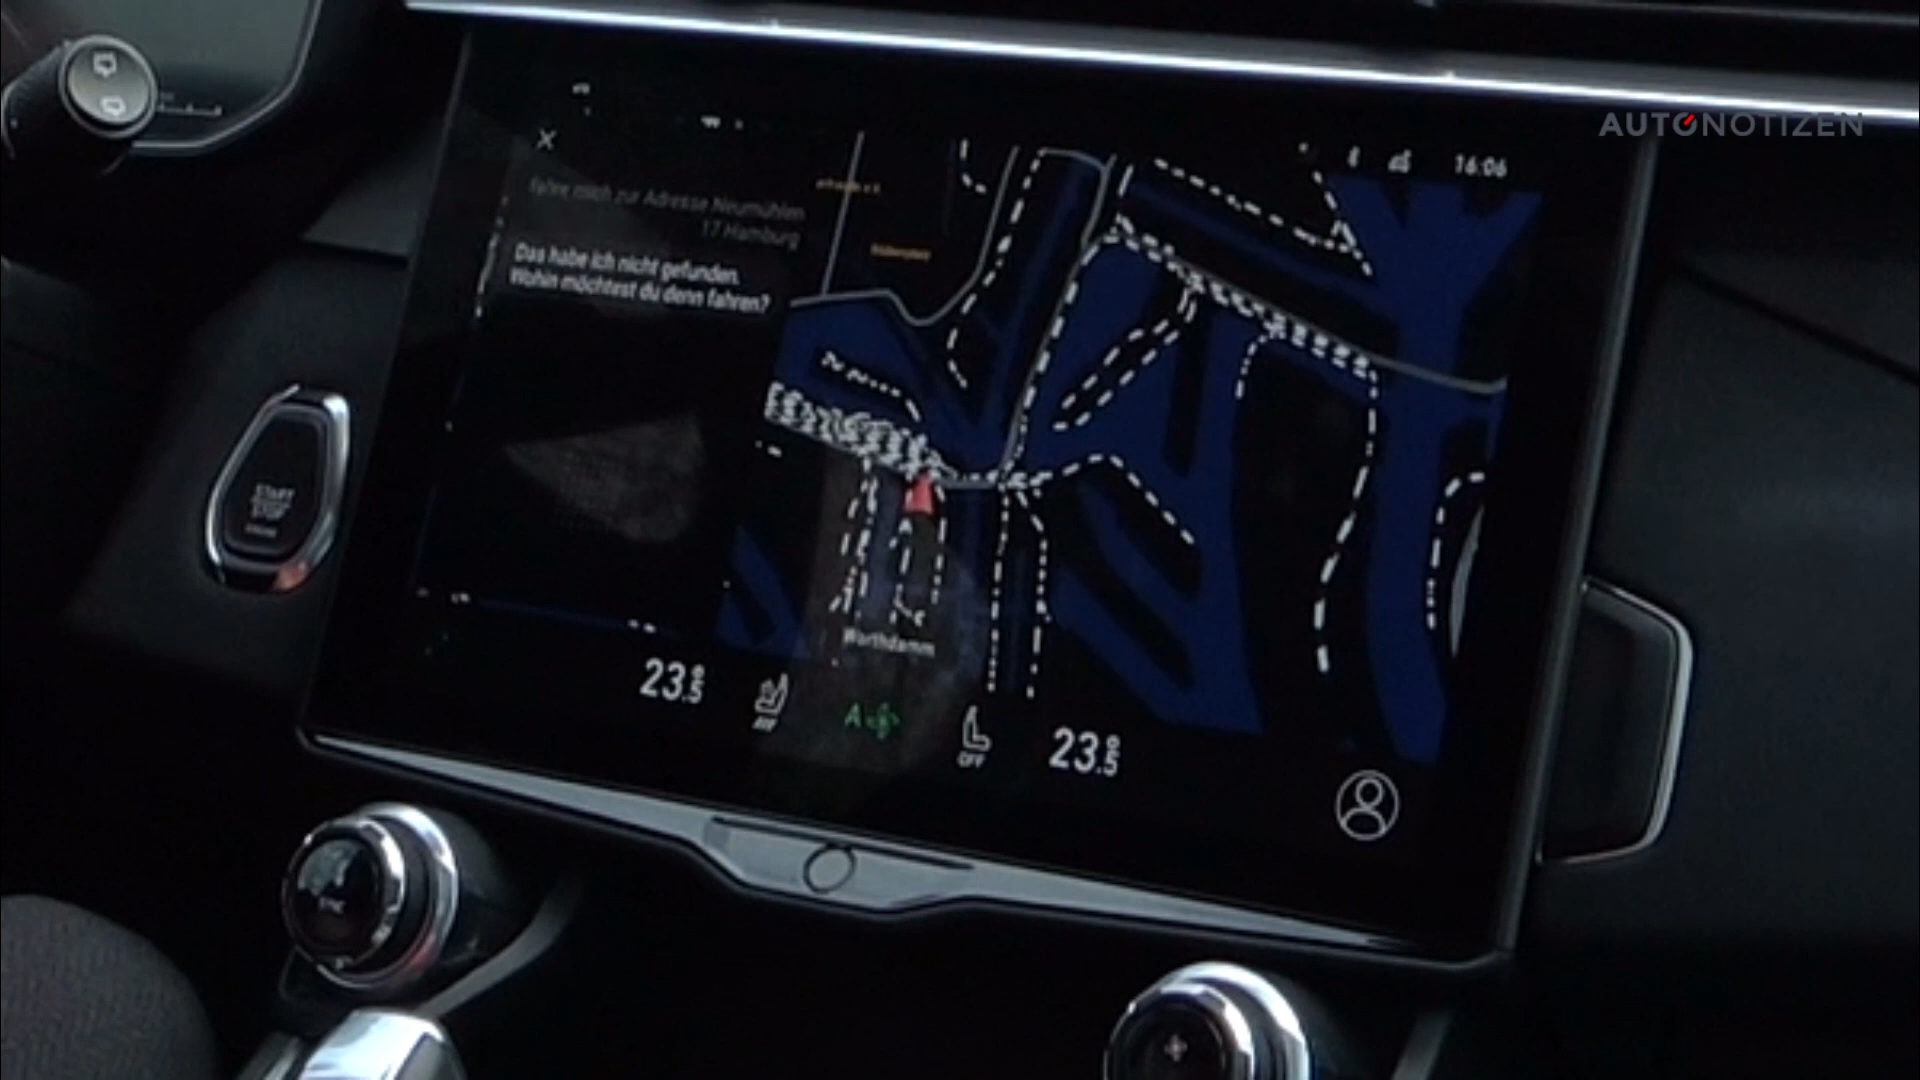 AUTONOTIZEN
16:06
Fahre mich zur Adresse Neumühlen
17 Hamburg
Das habe ich nicht gefunden.
Wohin möchtest du denn fahren?
START
STOP
Worthdamm
23.5°
A
OFF
23.5°
SYNC
+